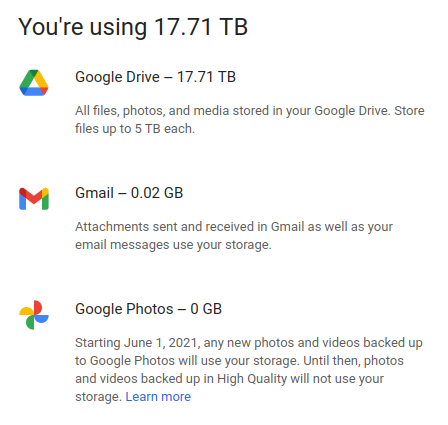 You're using 17.71 TB
Google Drive – 17.71 TB
All files, photos, and media stored in your Google Drive. Store
files up to 5 TB each.
Gmail – 0.02 GB
Attachments sent and received in Gmail as well as your
email messages use your storage.
Google Photos – 0 GB
Starting June 1, 2021, any new photos and videos backed up
to Google Photos will use your storage. Until then, photos
and videos backed up in High Quality will not use your
storage. Learn more